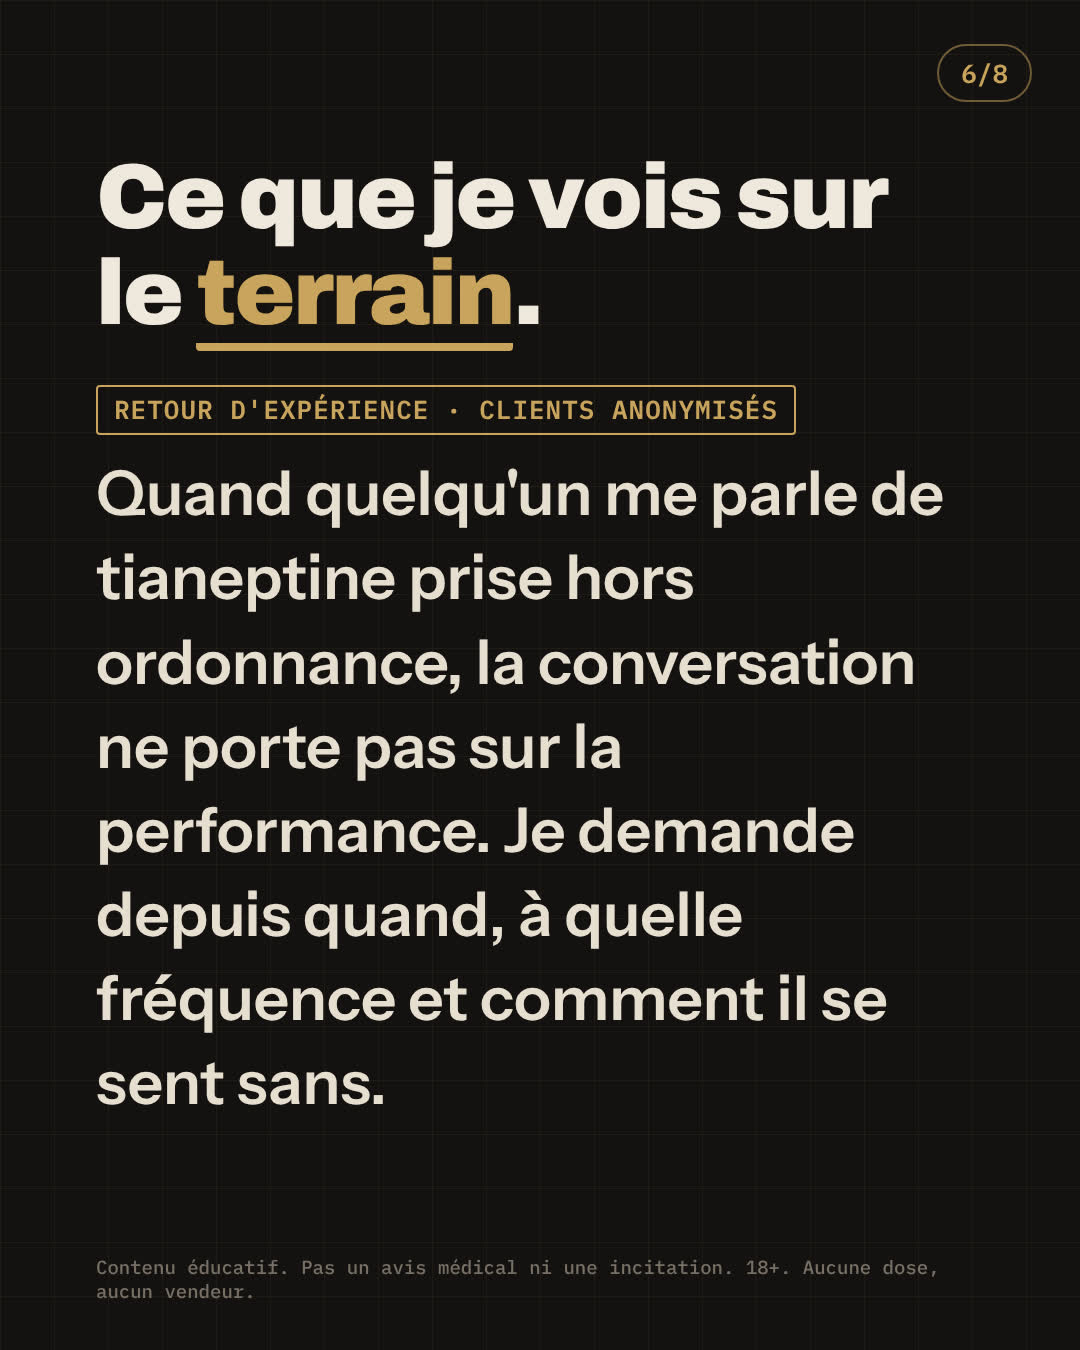 6/8
Ce que je vois sur
le terrain.
RETOUR D'EXPÉRIENCE · CLIENTS ANONYMISÉS
Quand quelqu'un me parle de
tianeptine prise hors
ordonnance, la conversation
ne porte pas sur la
performance. Je demande
depuis quand, à quelle
fréquence et comment il se
sent sans.
Contenu éducatif. Pas un avis médical ni une incitation. 18+. Aucune dose,
aucun vendeur.